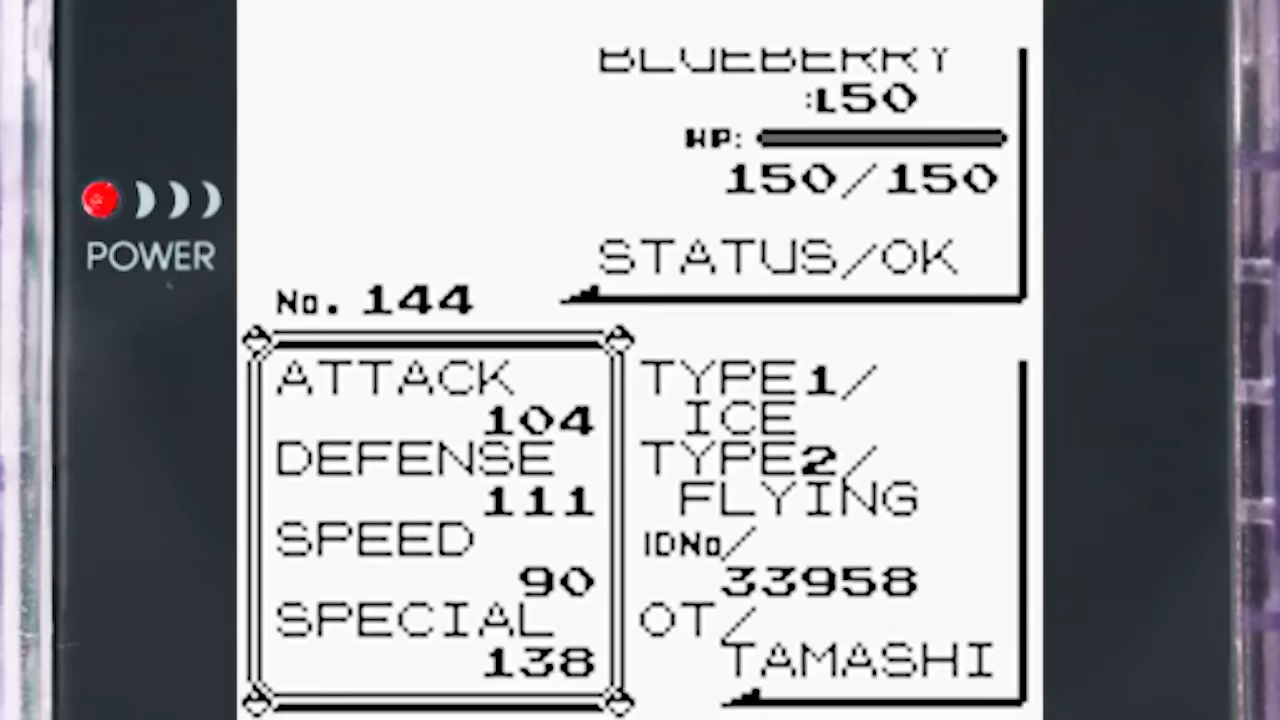 BLUEBERRY
:L50
HP:
150/150
STATUS/OK
POWER
No. 144
ATTACK
104
DEFENSE
111
SPEED
90
SPECIAL
138
TYPE1/
ICE
TYPE2/
FLYING
IDNo/
33958
OT/
TAMASHI